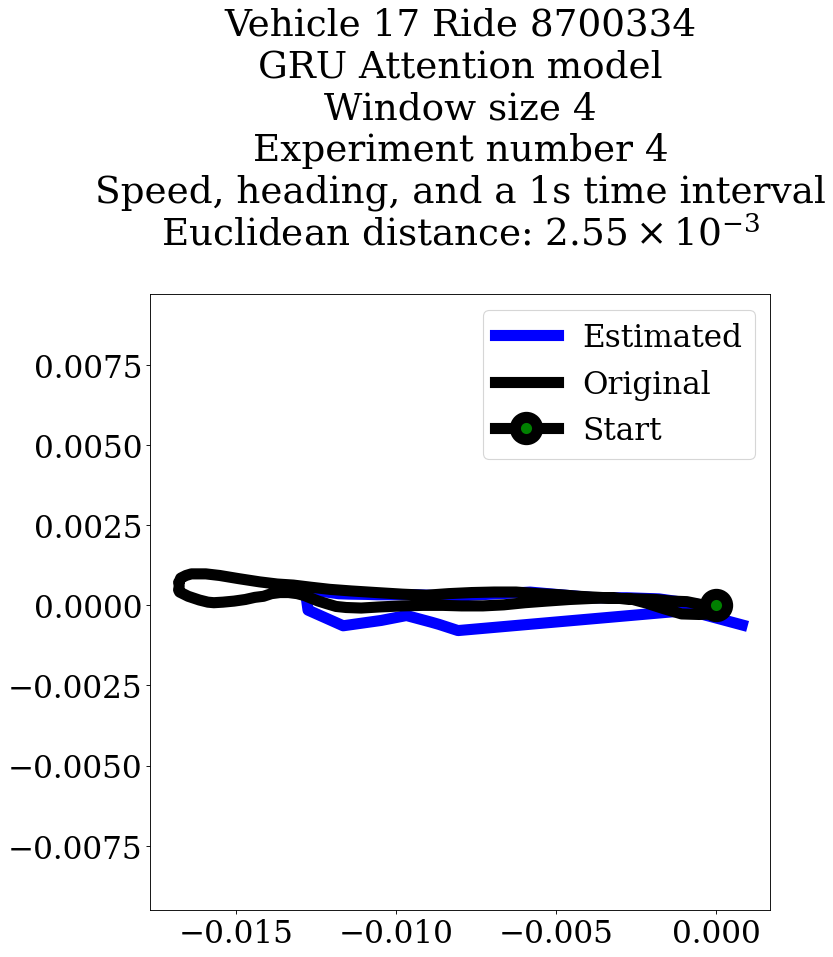 Vehicle 17 Ride 8700334
GRU Attention model
Window size 4
Experiment number 4
Speed, heading, and a 1s time interval
Euclidean distance: 2.55 × 10⁻³
Estimated
Original
Start
0.0075
0.0050
0.0025
0.0000
−0.0025
−0.0050
−0.0075
−0.015
−0.010
−0.005
0.000